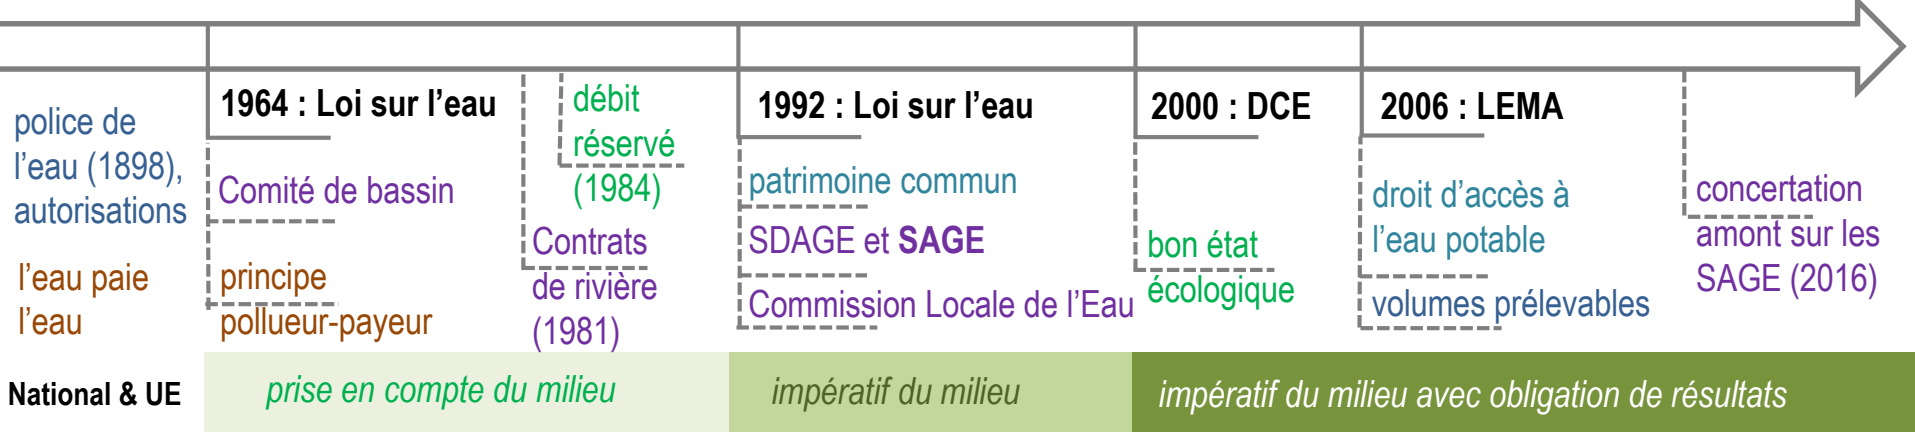 police de
l'eau (1898),
autorisations
l'eau paie
l'eau
1964 : Loi sur l'eau
Comité de bassin
principe
pollueur-payeur
débit
réservé
(1984)
Contrats
de rivière
(1981)
1992 : Loi sur l'eau
patrimoine commun
SDAGE et SAGE
Commission Locale de l'Eau
2000 : DCE
bon état
écologique
2006 : LEMA
droit d'accès à
l'eau potable
volumes prélevables
concertation
amont sur les
SAGE (2016)
National & UE
prise en compte du milieu
impératif du milieu
impératif du milieu avec obligation de résultats